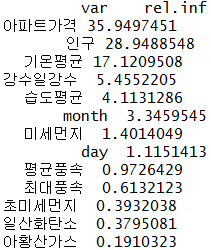 var rel.inf
아파트가격 35.9497451
인구 28.9488548
기온평균 17.1209508
강수일강수 5.4552205
습도평균 4.1131286
month 3.3459545
미세먼지 1.4014049
day 1.1151413
평균풍속 0.9726429
최대풍속 0.6132123
초미세먼지 0.3932038
일산화탄소 0.3795081
아황산가스 0.1910323